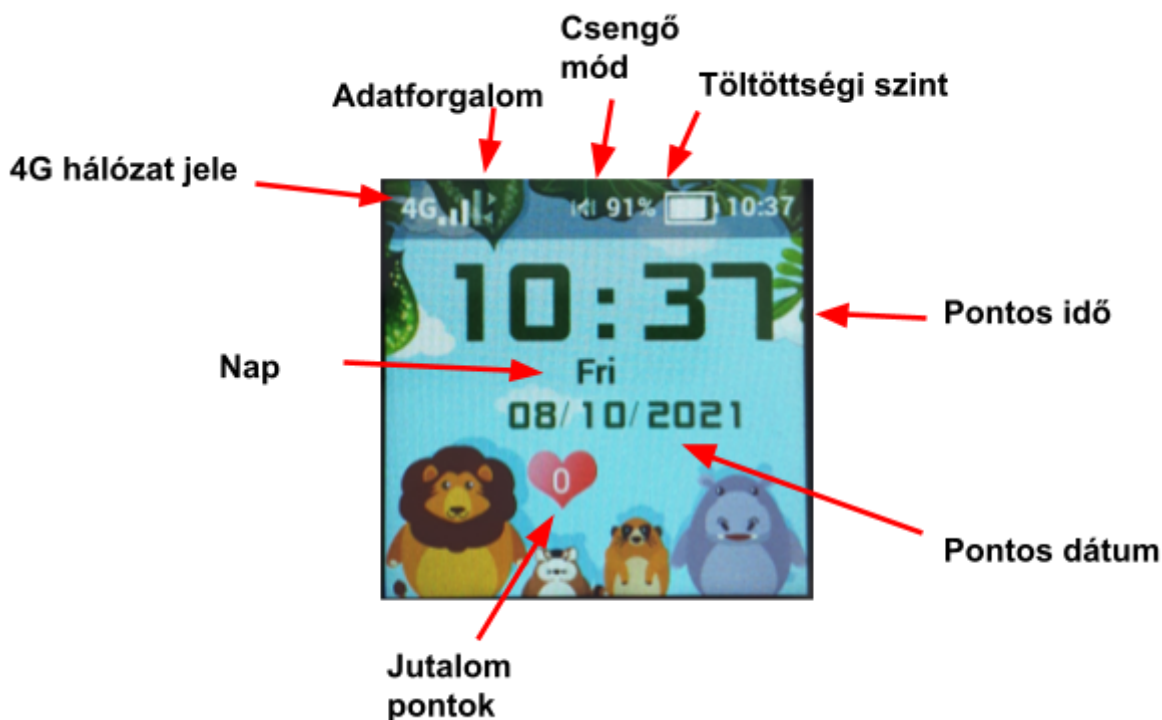 Csengő
mód
Adatforgalom
Töltöttségi szint
4G hálózat jele
4G 91% 10:37
10:37
Pontos idő
Nap
Fri
08/10/2021
0
Pontos dátum
Jutalom
pontok